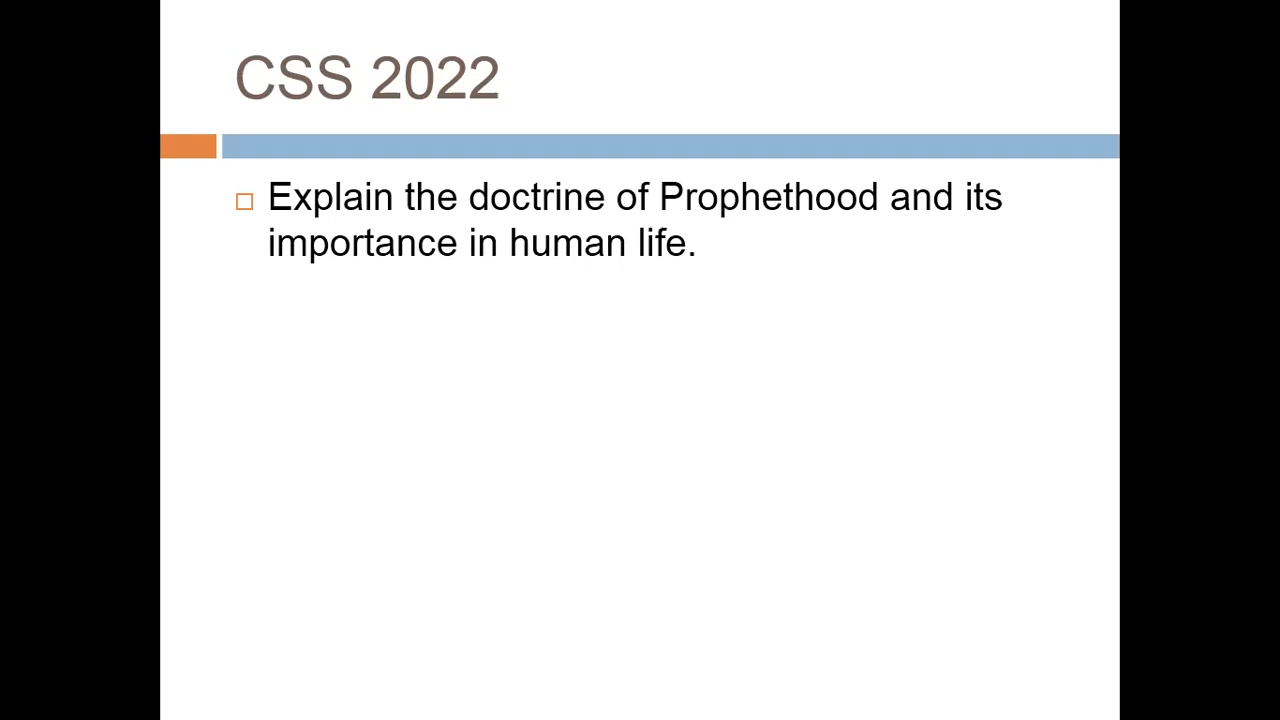 CSS 2022
Explain the doctrine of Prophethood and its
importance in human life.